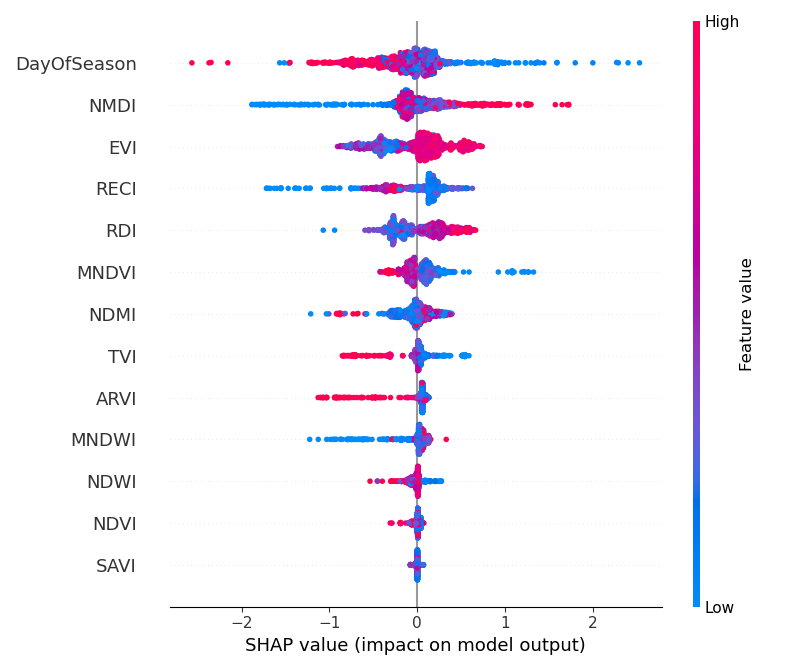 High
DayOfSeason
NMDI
EVI
RECI
RDI
MNDVI
NDMI
TVI
ARVI
MNDWI
NDWI
NDVI
SAVI
Feature value
Low
−2 −1 0 1 2
SHAP value (impact on model output)